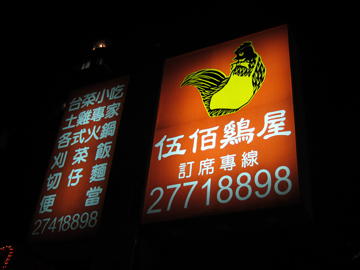 台菜小吃
土雞專家
各式火鍋
刈菜飯
切仔麵
便當
27418898
伍佰鷄屋
訂席專線
27718898